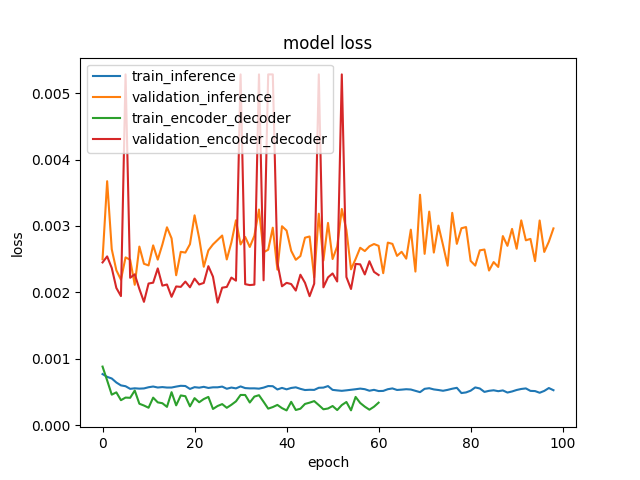 model loss
train_inference
validation_inference
train_encoder_decoder
validation_encoder_decoder
0.005
0.004
0.003
0.002
0.001
0.000
loss
0 20 40 60 80 100
epoch